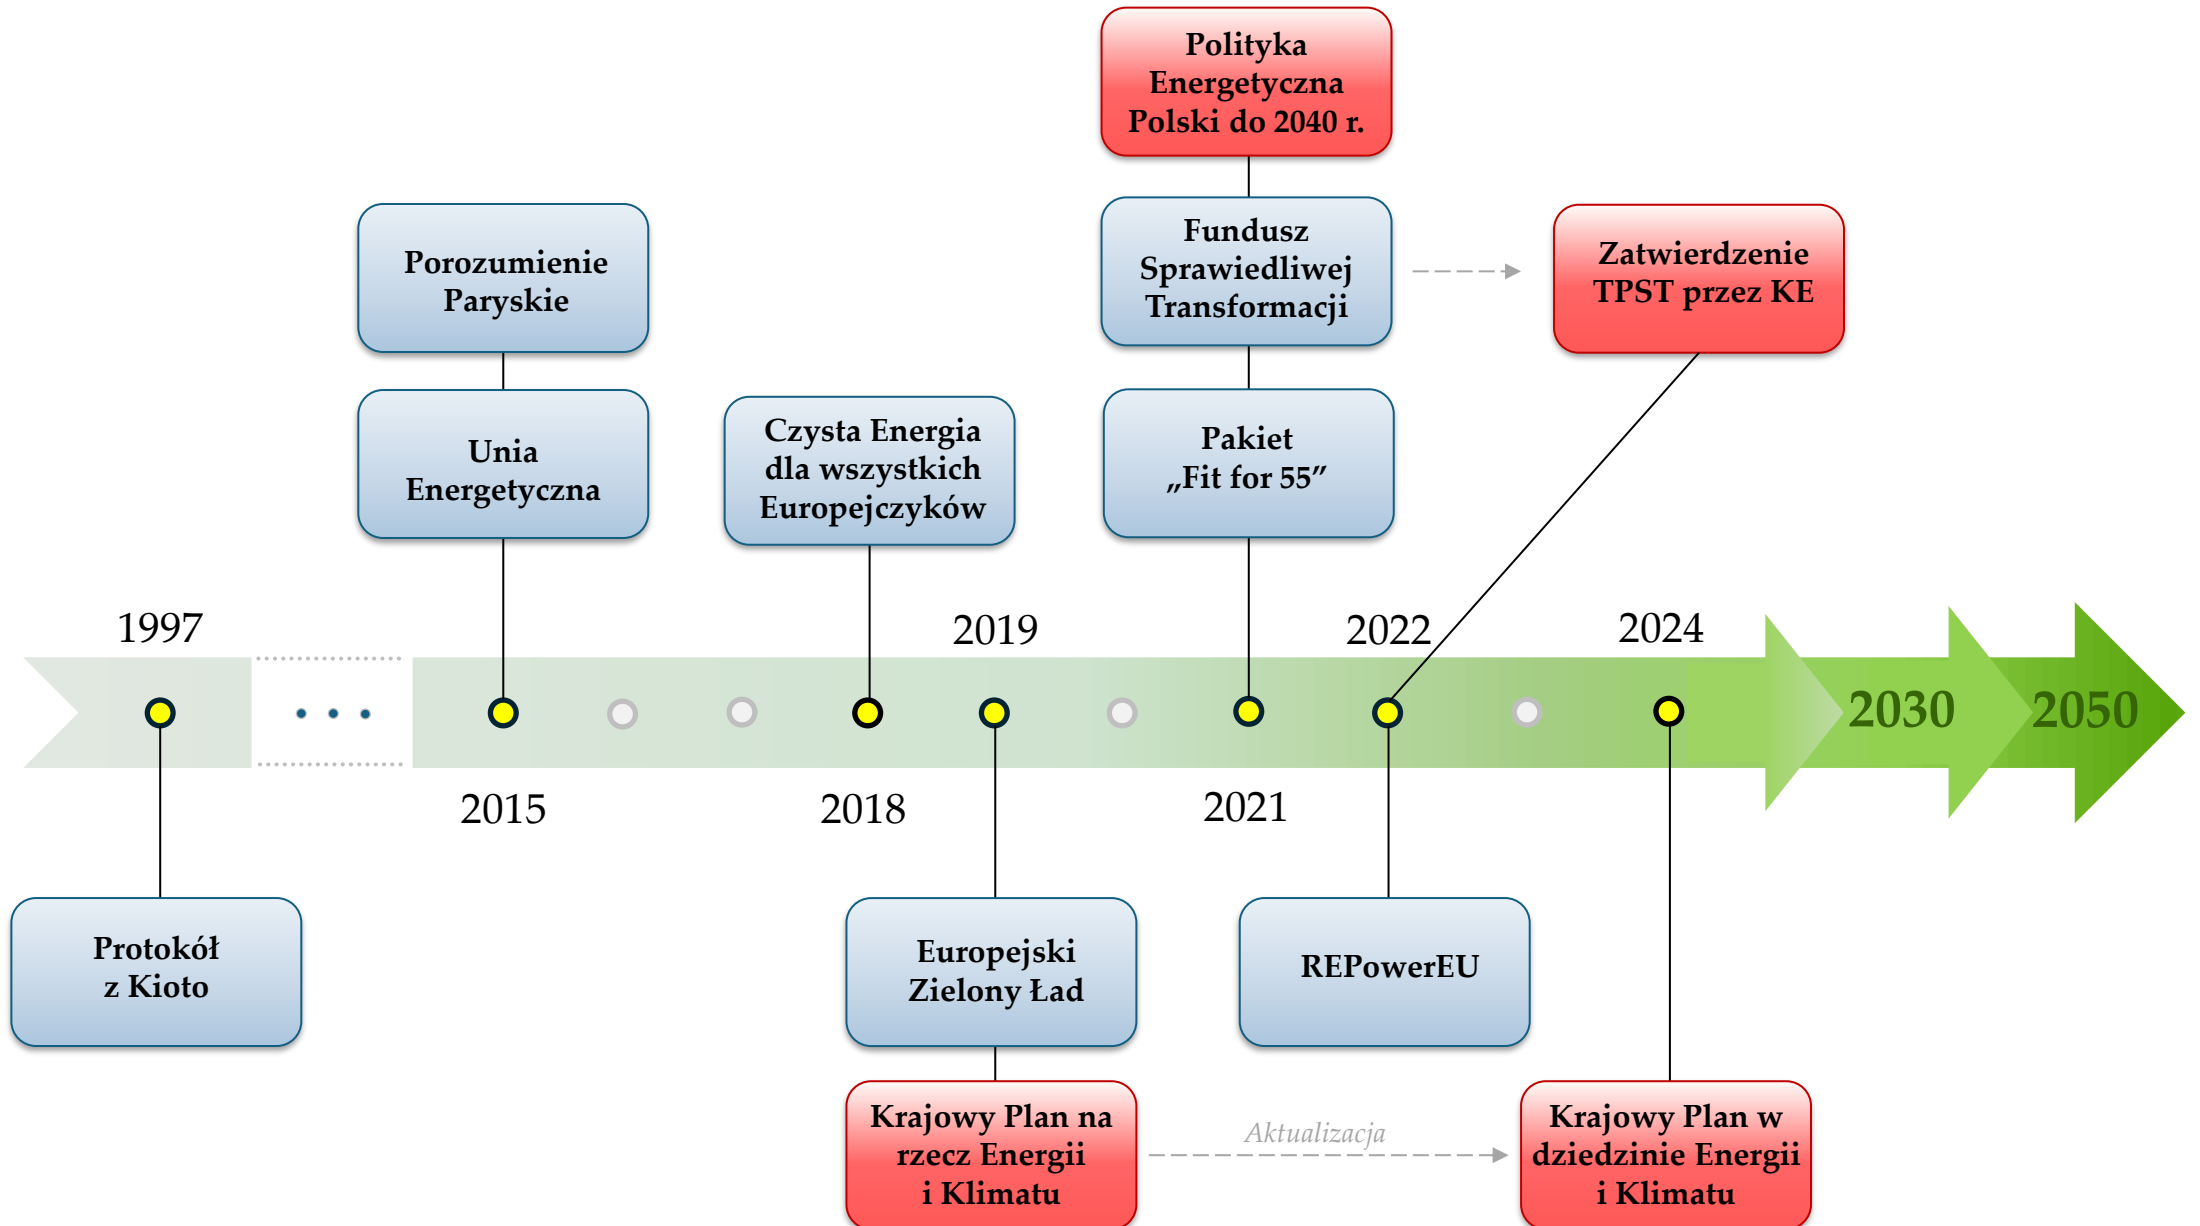 Polityka
Energetyczna
Polski do 2040 r.
Porozumienie
Paryskie
Fundusz
Sprawiedliwej
Transformacji
Zatwierdzenie
TPST przez KE
Unia
Energetyczna
Czysta Energia
dla wszystkich
Europejczyków
Pakiet
„Fit for 55”
1997
2019
2022
2024
2030
2050
2015
2018
2021
Protokół
z Kioto
Europejski
Zielony Ład
REPowerEU
Krajowy Plan na
rzecz Energii
i Klimatu
Aktualizacja
Krajowy Plan w
dziedzinie Energii
i Klimatu